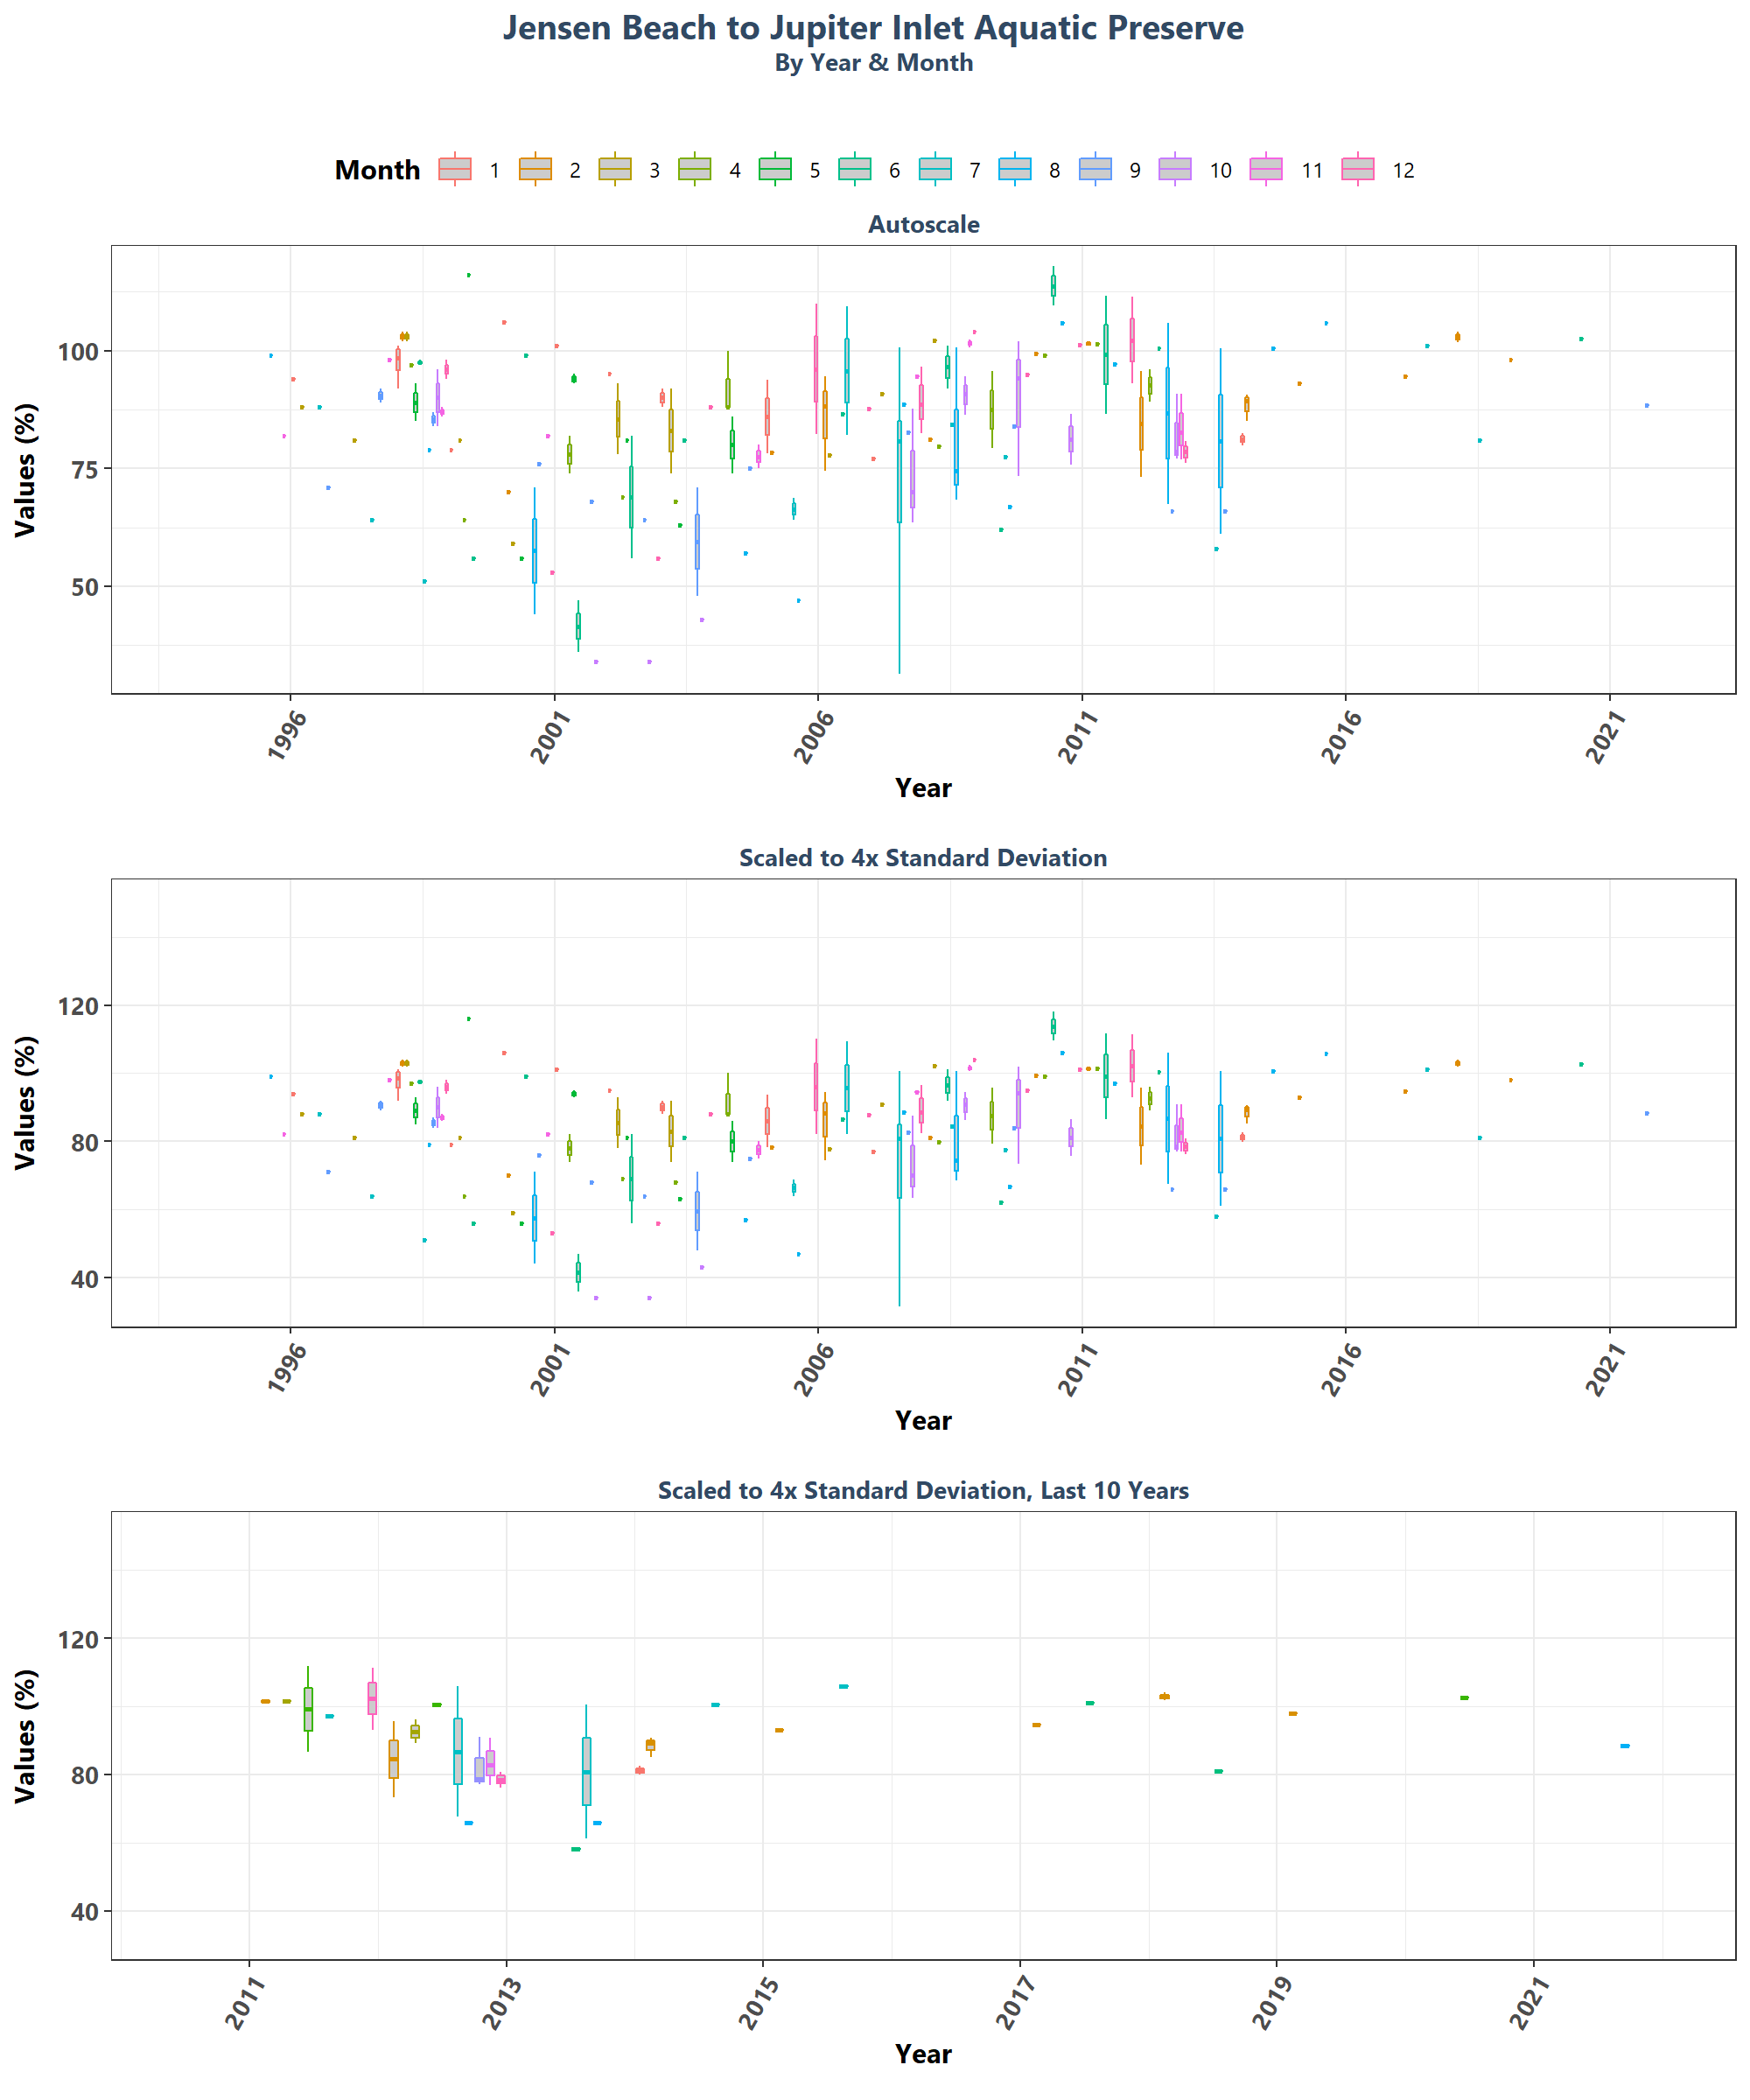 Jensen Beach to Jupiter Inlet Aquatic Preserve
By Year & Month
Month 1 2 3 4 5 6 7 8 9 10 11 12
Autoscale
Values (%)
100
75
50
1996 2001 2006 2011 2016 2021
Year
Scaled to 4x Standard Deviation
Values (%)
120
80
40
1996 2001 2006 2011 2016 2021
Year
Scaled to 4x Standard Deviation, Last 10 Years
Values (%)
120
80
40
2011 2013 2015 2017 2019 2021
Year